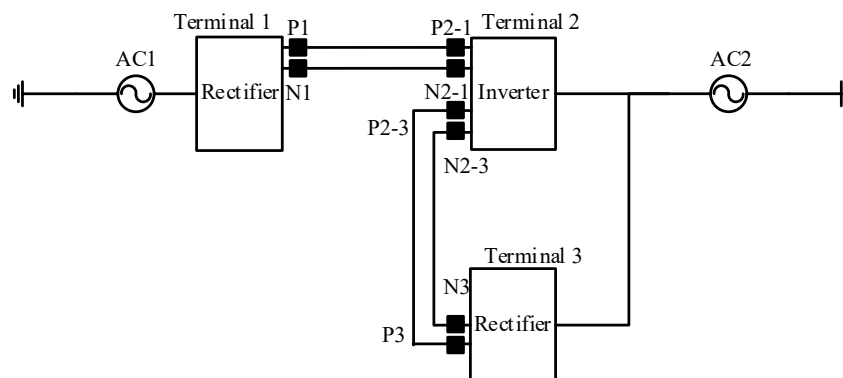 Terminal 1
P1
P2-1
Terminal 2
AC1
AC2
Rectifier
N1
N2-1
Inverter
P2-3
N2-3
Terminal 3
N3
Rectifier
P3